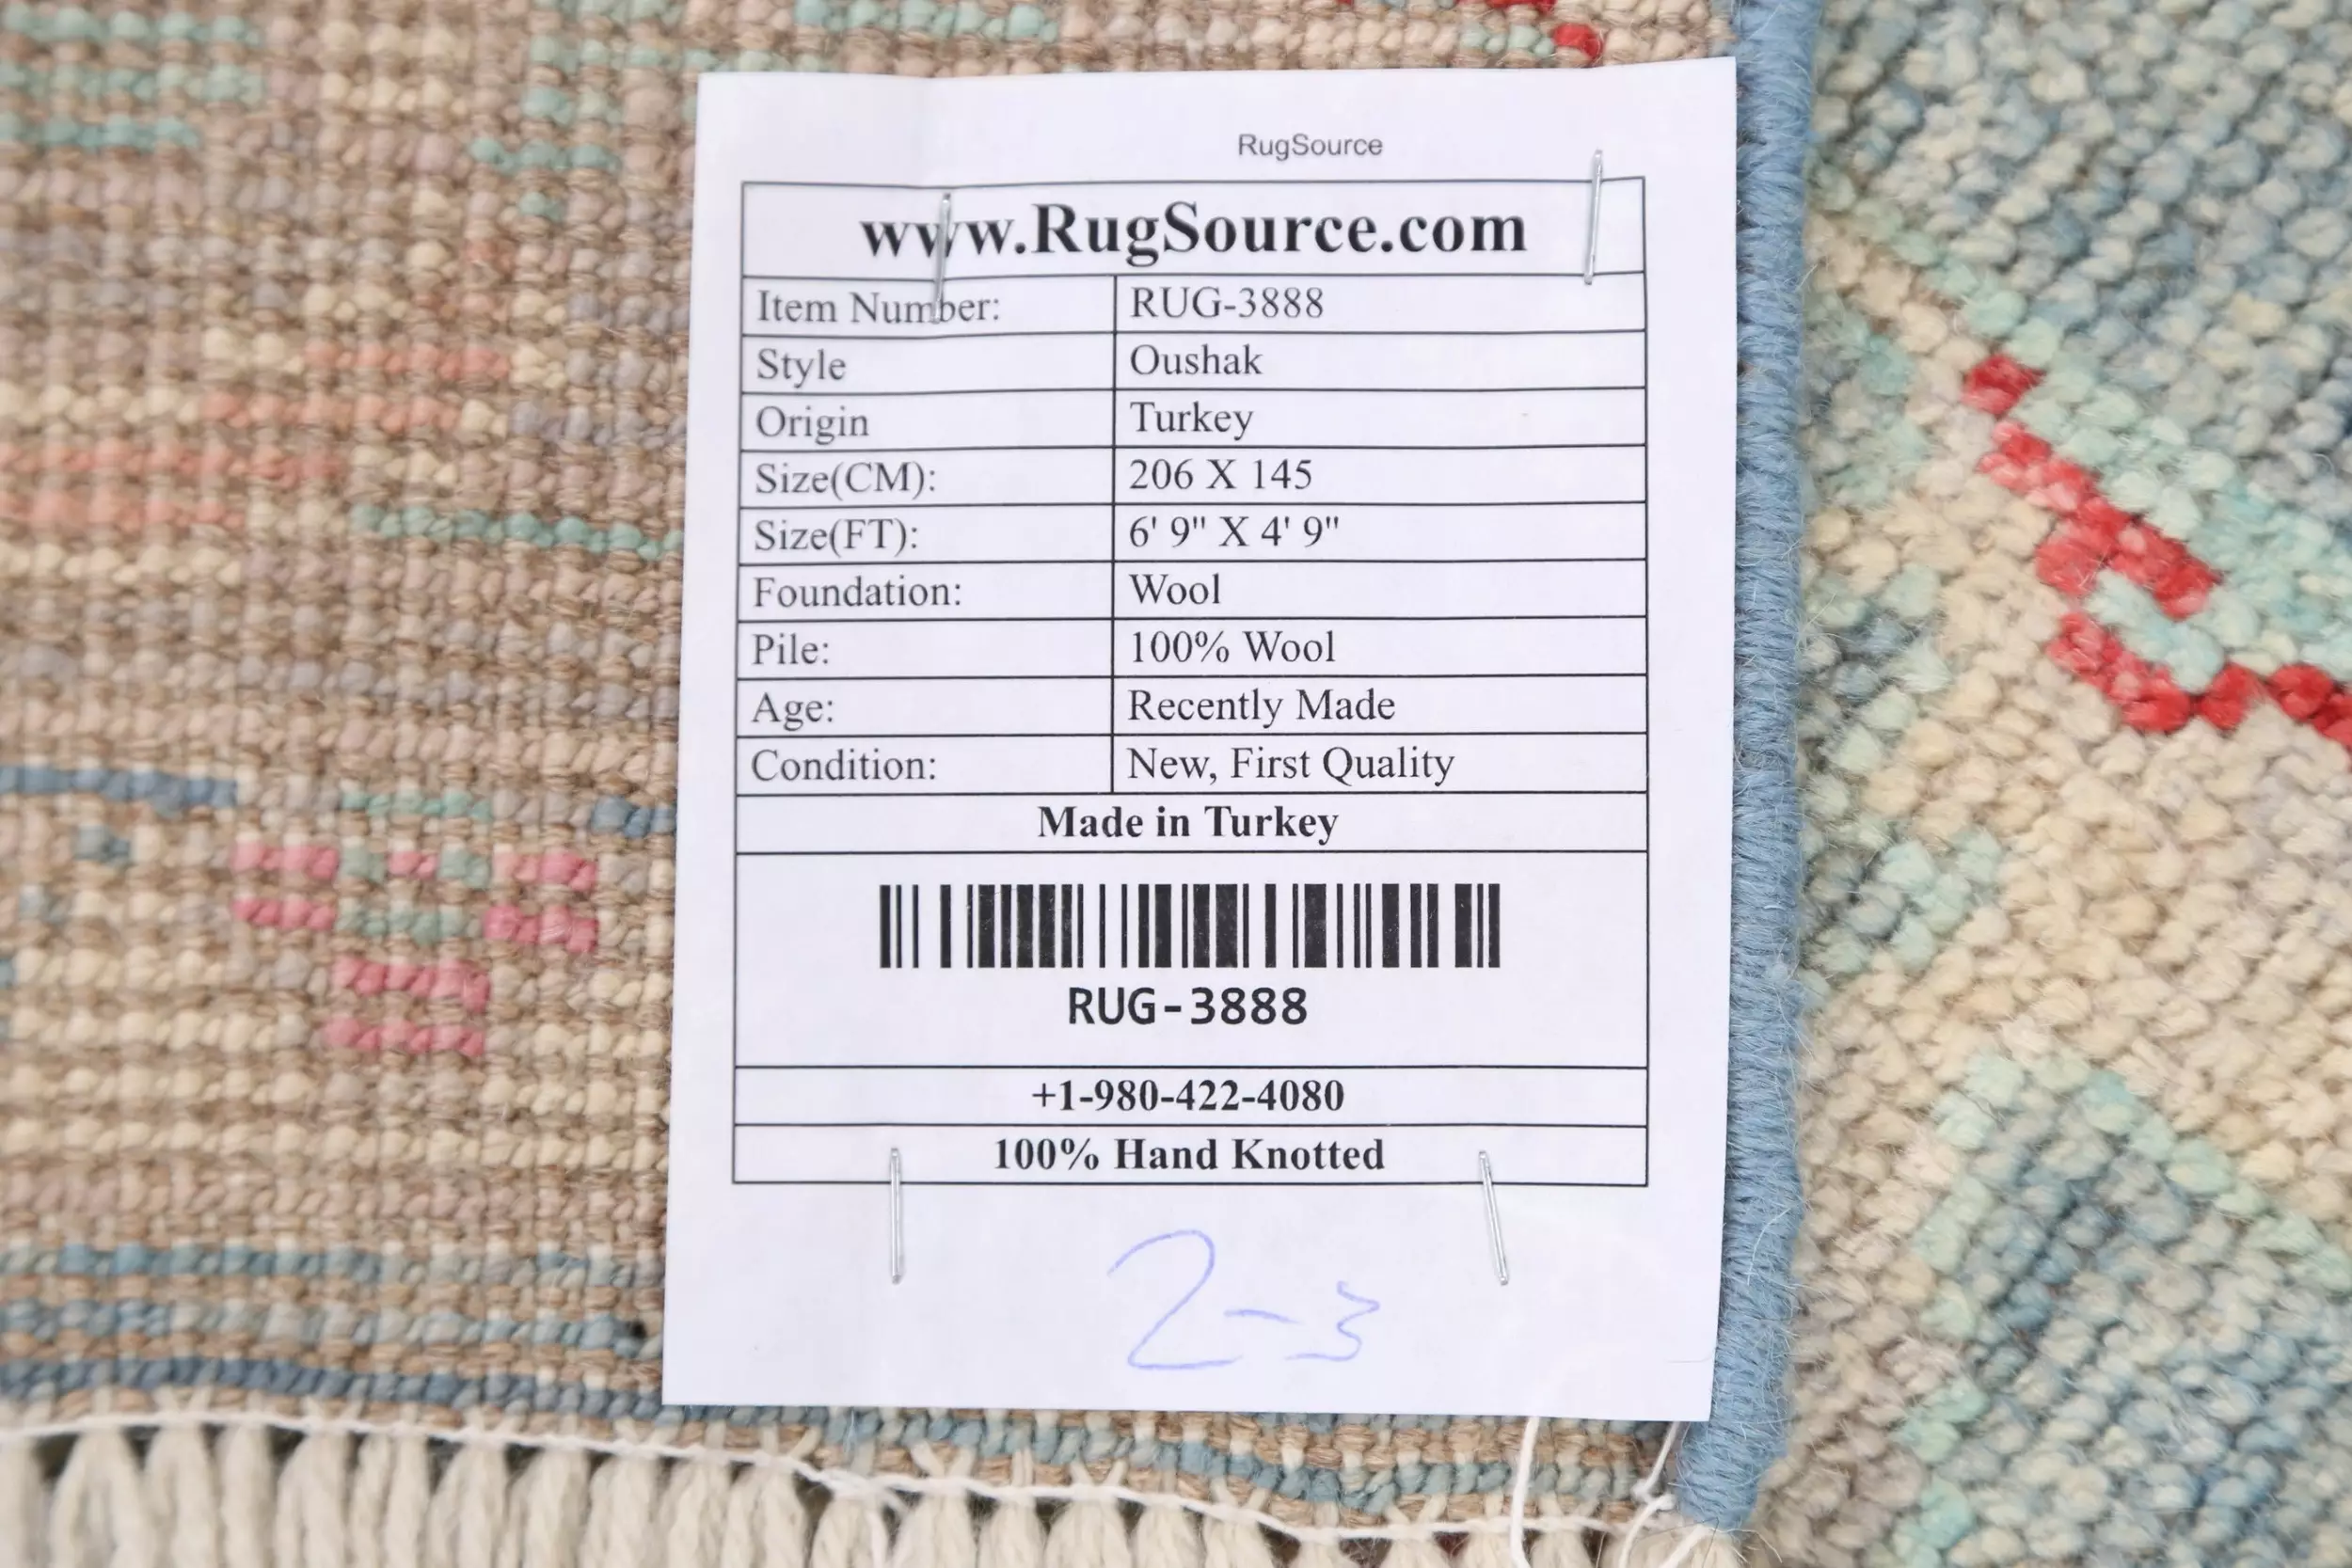 RugSource
www.RugSource.com
Item Number: RUG-3888
Style Oushak
Origin Turkey
Size(CM): 206 X 145
Size(FT): 6' 9" X 4' 9"
Foundation: Wool
Pile: 100% Wool
Age: Recently Made
Condition: New, First Quality
Made in Turkey
RUG-3888
+1-980-422-4080
100% Hand Knotted
2-3